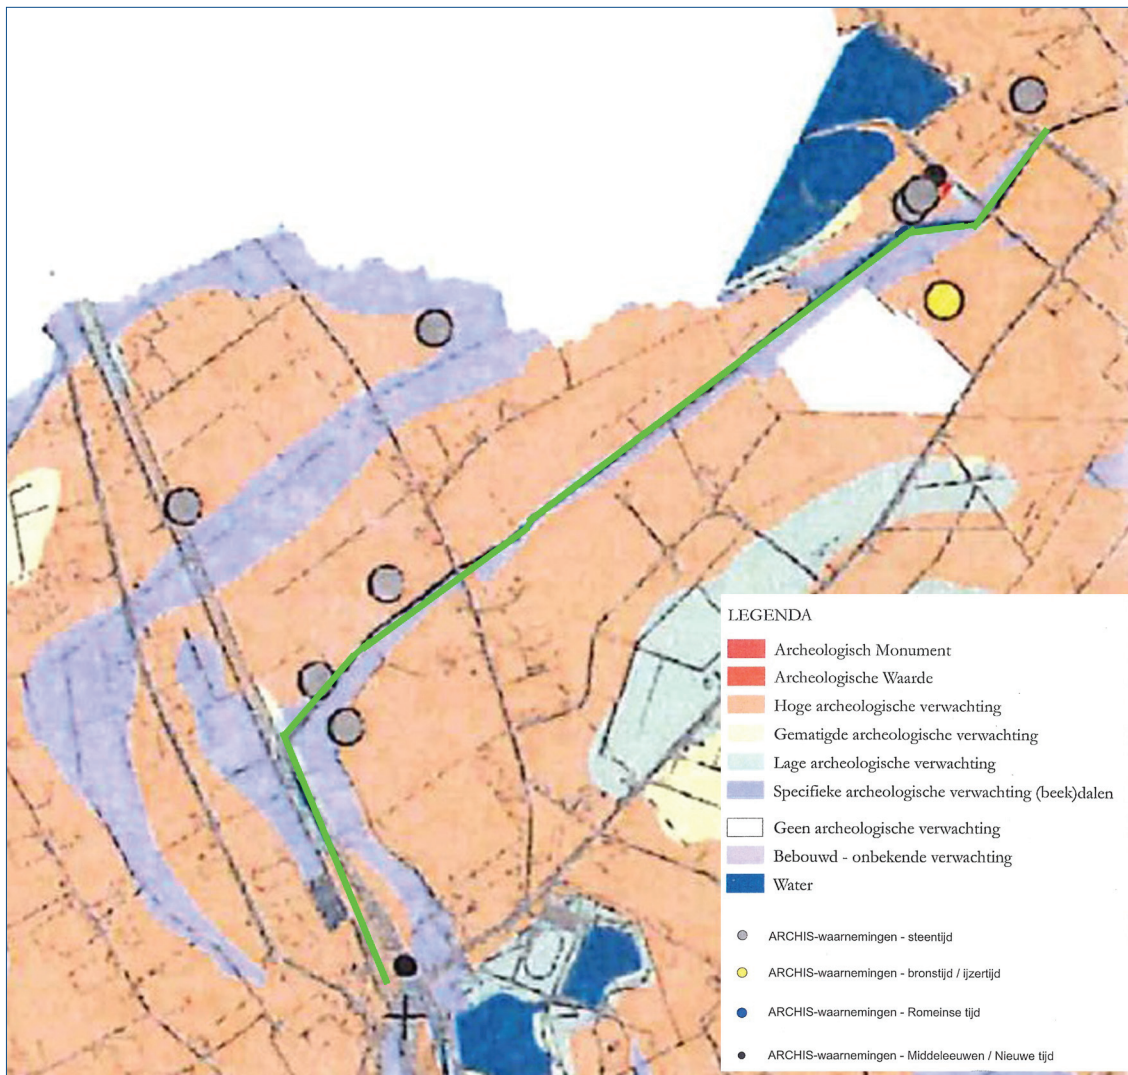 LEGENDA
Archeologisch Monument
Archeologische Waarde
Hoge archeologische verwachting
Gematigde archeologische verwachting
Lage archeologische verwachting
Specifieke archeologische verwachting (beek)dalen
Geen archeologische verwachting
Bebouwd - onbekende verwachting
Water
ARCHIS-waarnemingen - steentijd
ARCHIS-waarnemingen - bronstijd / ijzertijd
ARCHIS-waarnemingen - Romeinse tijd
ARCHIS-waarnemingen - Middeleeuwen / Nieuwe tijd